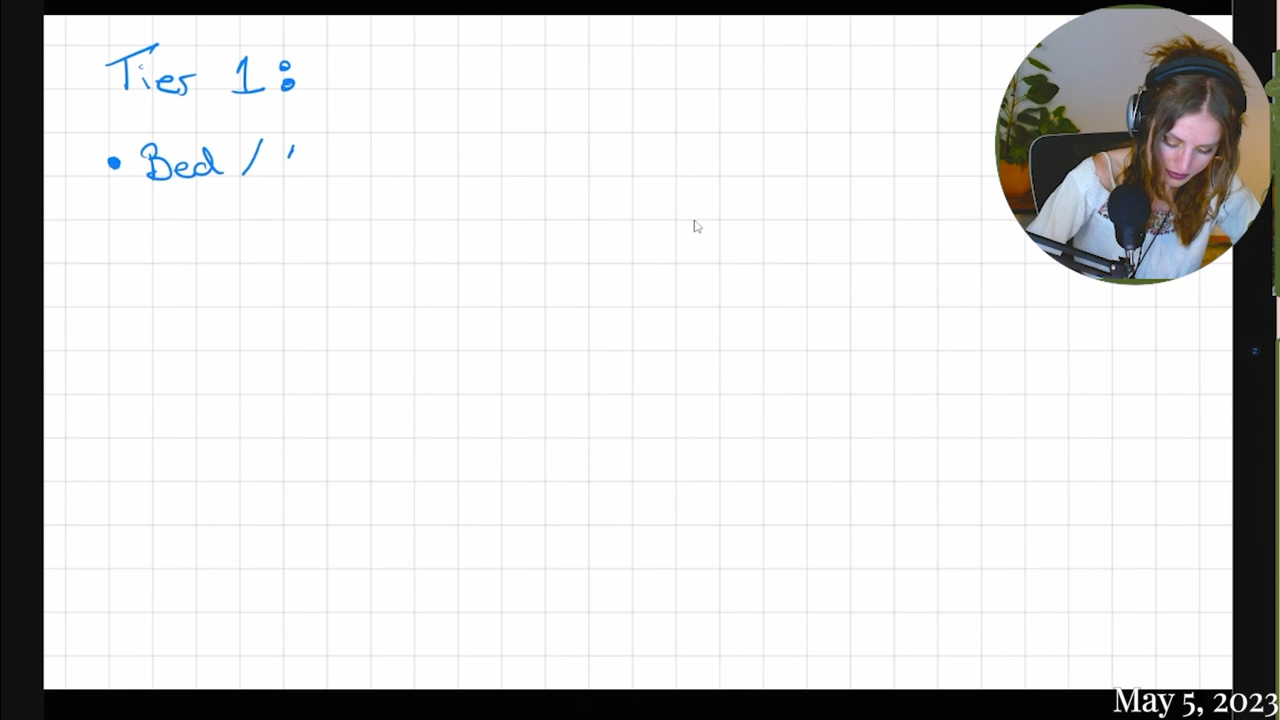 Tier 1:
• Bed / '
May 5, 2023